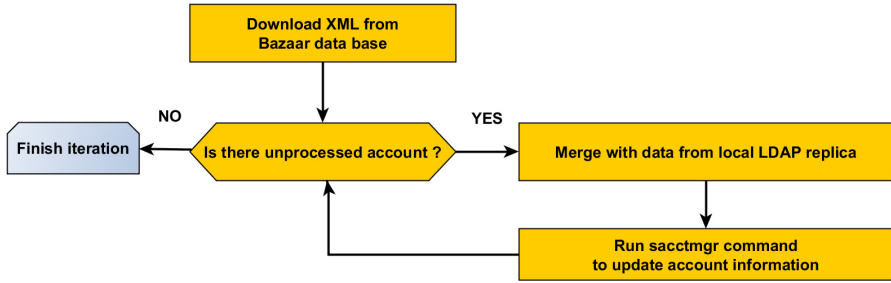 Download XML from
Bazaar data base
NO
YES
Finish iteration
Is there unprocessed account ?
Merge with data from local LDAP replica
Run sacctmgr command
to update account information